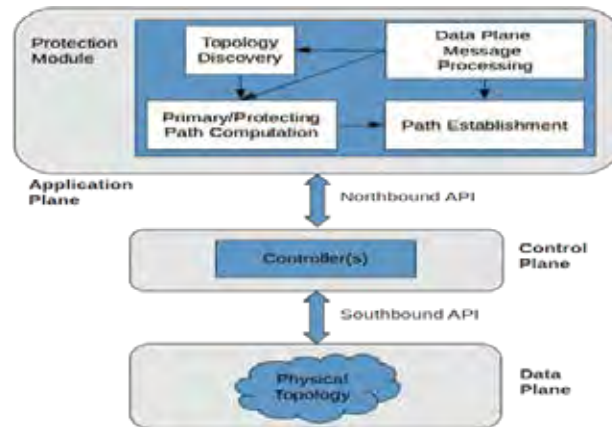 Protection
Module
Topology
Discovery
Data Plane
Message
Processing
Primary/Protecting
Path Computation
Path Establishment
Application
Plane
Northbound API
Controller(s)
Control
Plane
Southbound API
Physical
Topology
Data
Plane